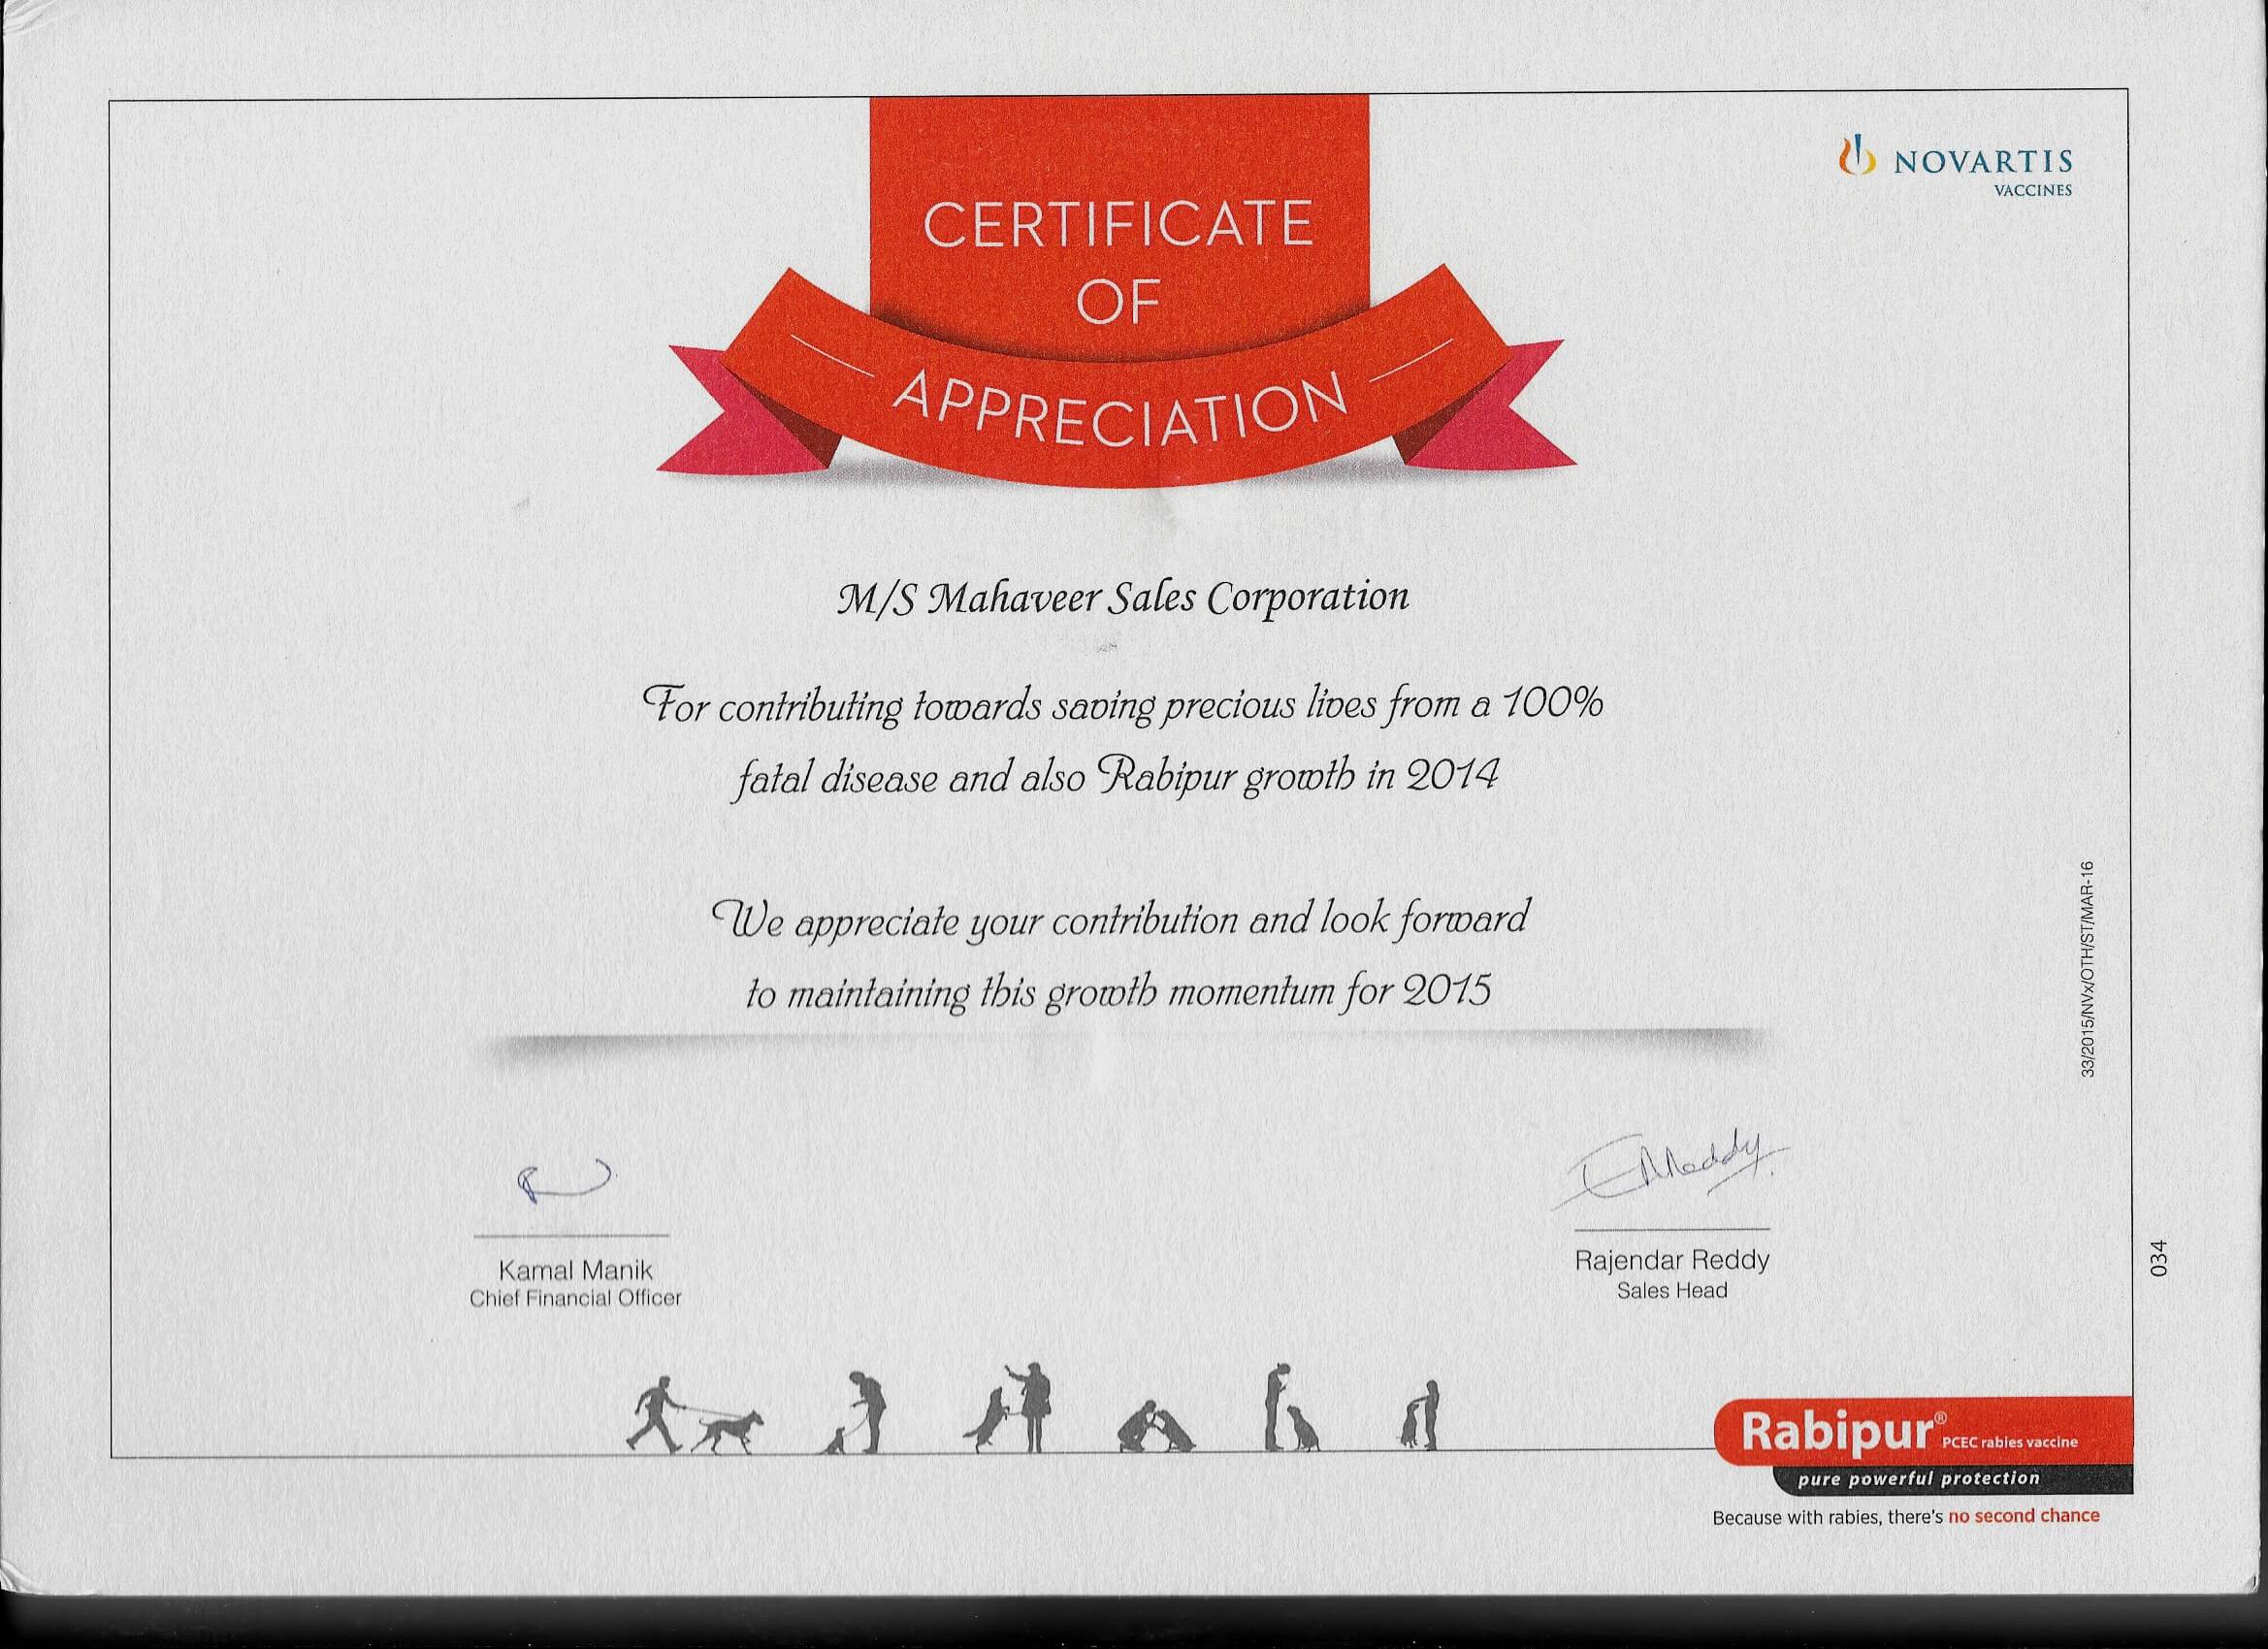 NOVARTIS
VACCINES
CERTIFICATE
OF
APPRECIATION
M/S Mahaveer Sales Corporation
For contributing towards saving precious lives from a 100%
fatal disease and also Rabipur growth in 2014
We appreciate your contribution and look forward
to maintaining this growth momentum for 2015
33/2015/NVx/OTH/ST/MAR-16
Reddy
Kamal Manik
Chief Financial Officer
Rajendar Reddy
Sales Head
034
Rabipur® PCEC rabies vaccine
pure powerful protection
Because with rabies, there's no second chance